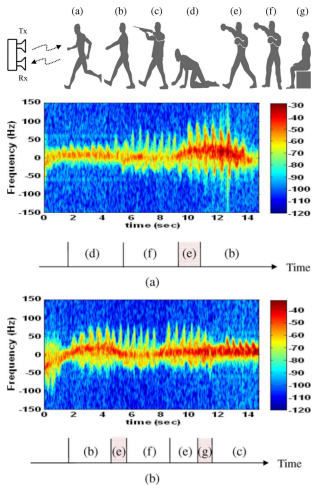 (a) (b) (c) (d) (e) (f) (g)
Tx
Rx
150
100
50
0
-50
-100
-150
Frequency (Hz)
0 2 4 6 8 10 12 14
time (sec)
-30
-40
-50
-60
-70
-80
-90
-100
-110
-120
(d) (f) (e) (b)
Time
(a)
150
100
50
0
-50
-100
-150
Frequency (Hz)
0 2 4 6 8 10 12 14
time (sec)
-40
-50
-60
-70
-80
-90
-100
-110
-120
(b) (e) (f) (e) (g) (c)
Time
(b)